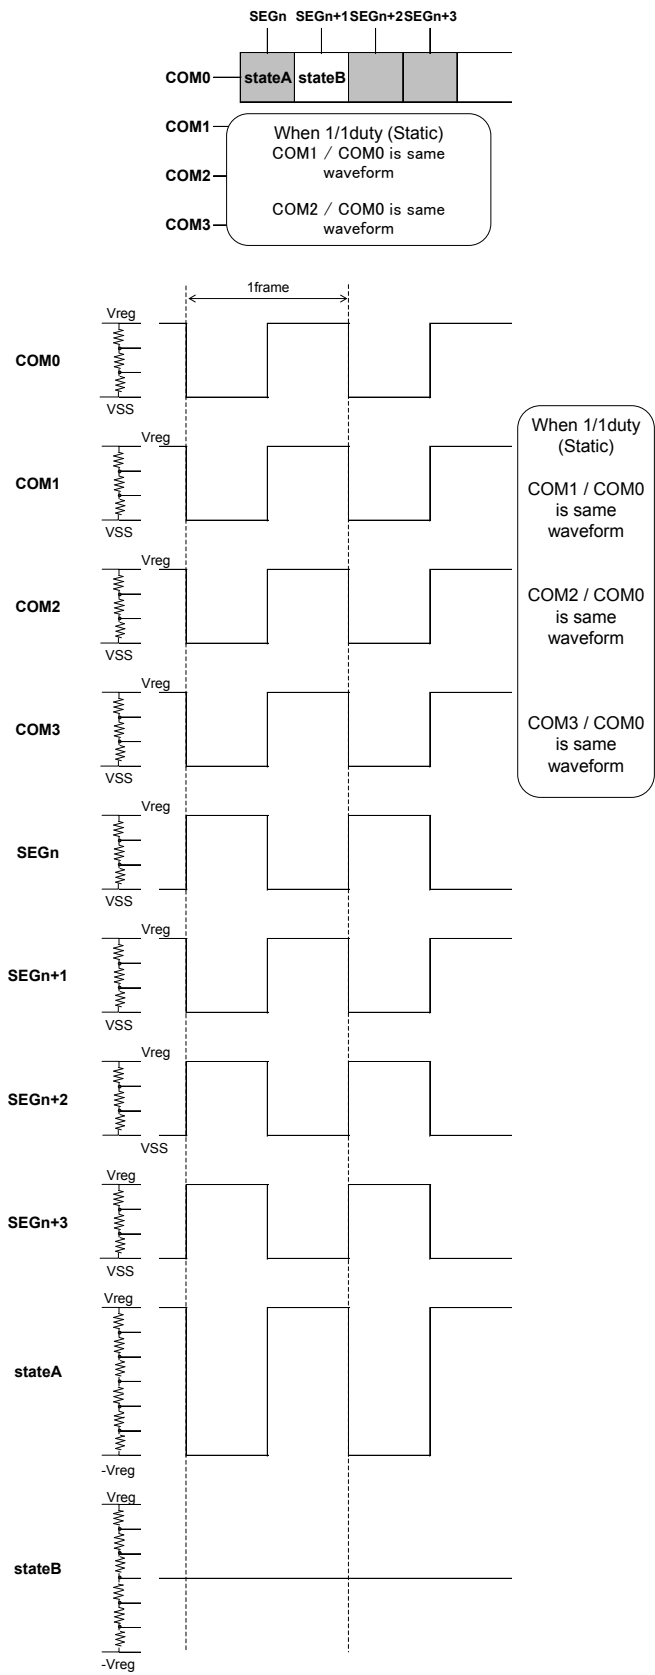 SEGn SEGn+1 SEGn+2 SEGn+3
COM0 stateA stateB
COM1
COM2
COM3
When 1/1duty (Static)
COM1 / COM0 is same
waveform
COM2 / COM0 is same
waveform
1frame
Vreg
COM0
VSS
Vreg
COM1
VSS
Vreg
COM2
VSS
Vreg
COM3
VSS
When 1/1duty
(Static)
COM1 / COM0
is same
waveform
COM2 / COM0
is same
waveform
COM3 / COM0
is same
waveform
Vreg
SEGn
VSS
Vreg
SEGn+1
VSS
Vreg
SEGn+2
VSS
Vreg
SEGn+3
VSS
Vreg
stateA
-Vreg
Vreg
stateB
-Vreg